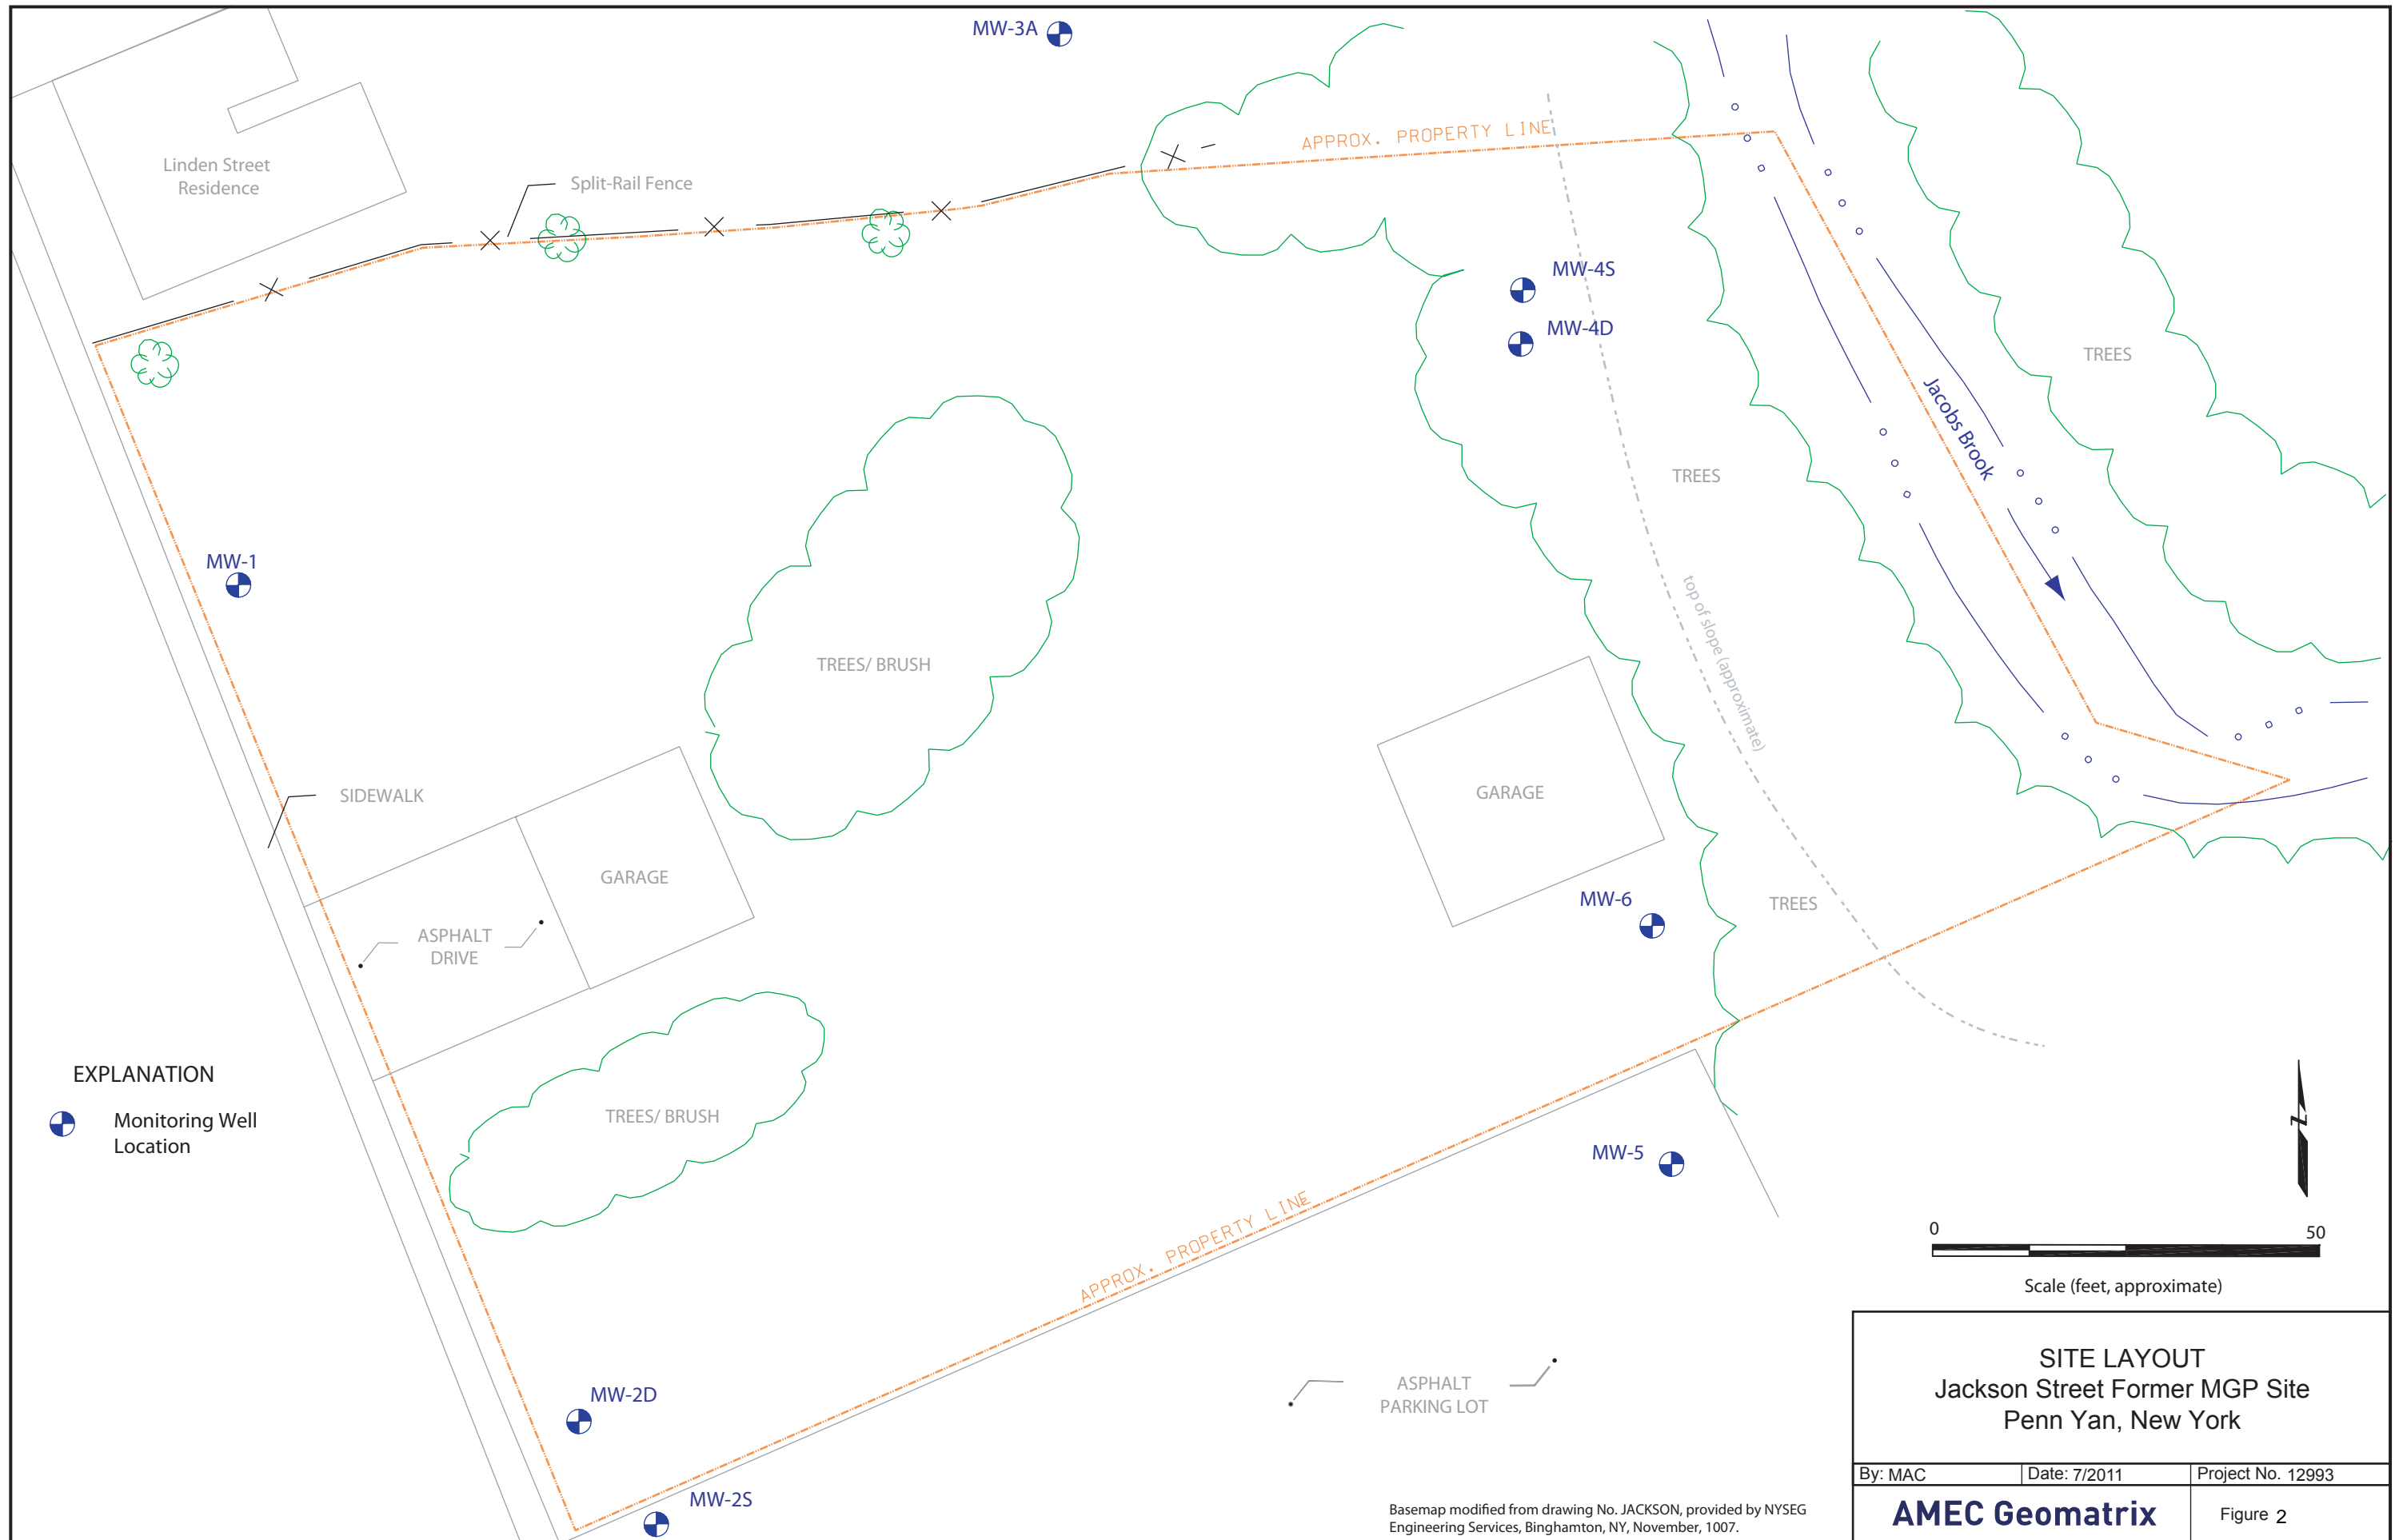 MW-3A
Linden Street
Residence
Split-Rail Fence
APPROX. PROPERTY LINE
MW-4S
MW-4D
TREES
Jacobs Brook
TREES
MW-1
top of slope (approximate)
TREES/ BRUSH
SIDEWALK
GARAGE
GARAGE
MW-6
TREES
ASPHALT
DRIVE
EXPLANATION
Monitoring Well
Location
TREES/ BRUSH
MW-5
N
APPROX. PROPERTY LINE
0 50
Scale (feet, approximate)
MW-2D
ASPHALT
PARKING LOT
MW-2S
Basemap modified from drawing No. JACKSON, provided by NYSEG
Engineering Services, Binghamton, NY, November, 1007.
SITE LAYOUT
Jackson Street Former MGP Site
Penn Yan, New York
By: MAC Date: 7/2011 Project No. 12993
AMEC Geomatrix Figure 2